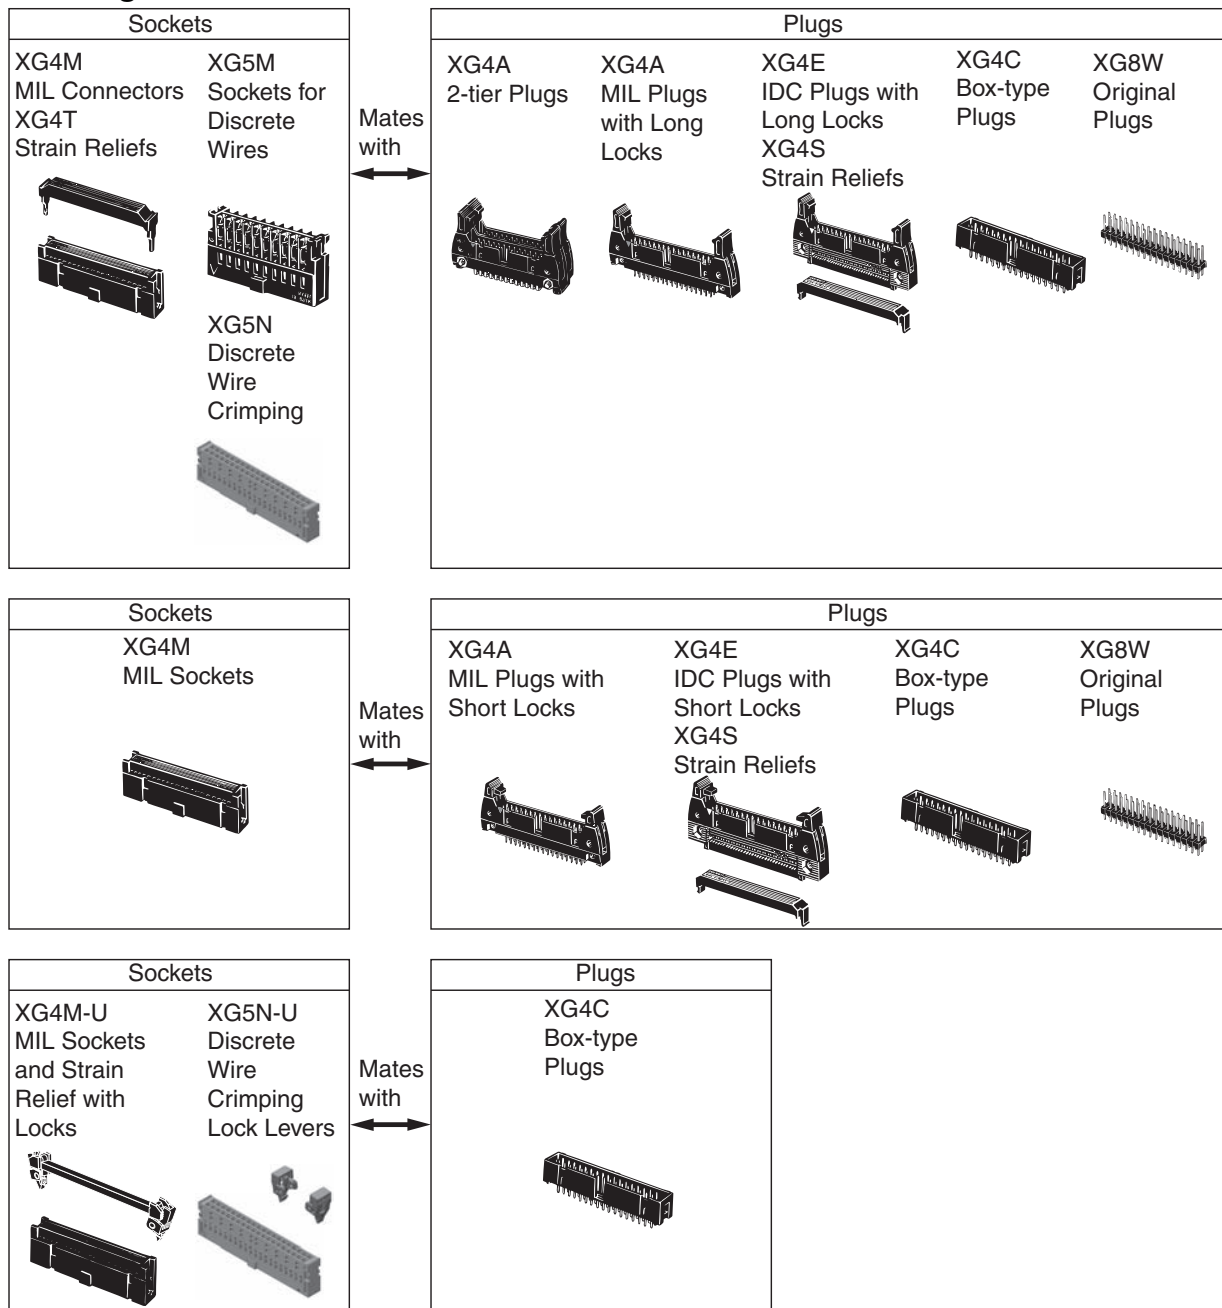 Sockets
XG4M
MIL Connectors
XG4T
Strain Reliefs
XG5M
Sockets for
Discrete
Wires
XG5N
Discrete
Wire
Crimping
Mates
with
Plugs
XG4A
2-tier Plugs
XG4A
MIL Plugs
with Long
Locks
XG4E
IDC Plugs with
Long Locks
XG4S
Strain Reliefs
XG4C
Box-type
Plugs
XG8W
Original
Plugs
Sockets
XG4M
MIL Sockets
Mates
with
Plugs
XG4A
MIL Plugs with
Short Locks
XG4E
IDC Plugs with
Short Locks
XG4S
Strain Reliefs
XG4C
Box-type
Plugs
XG8W
Original
Plugs
Sockets
XG4M-U
MIL Sockets
and Strain
Relief with
Locks
XG5N-U
Discrete
Wire
Crimping
Lock Levers
Mates
with
Plugs
XG4C
Box-type
Plugs